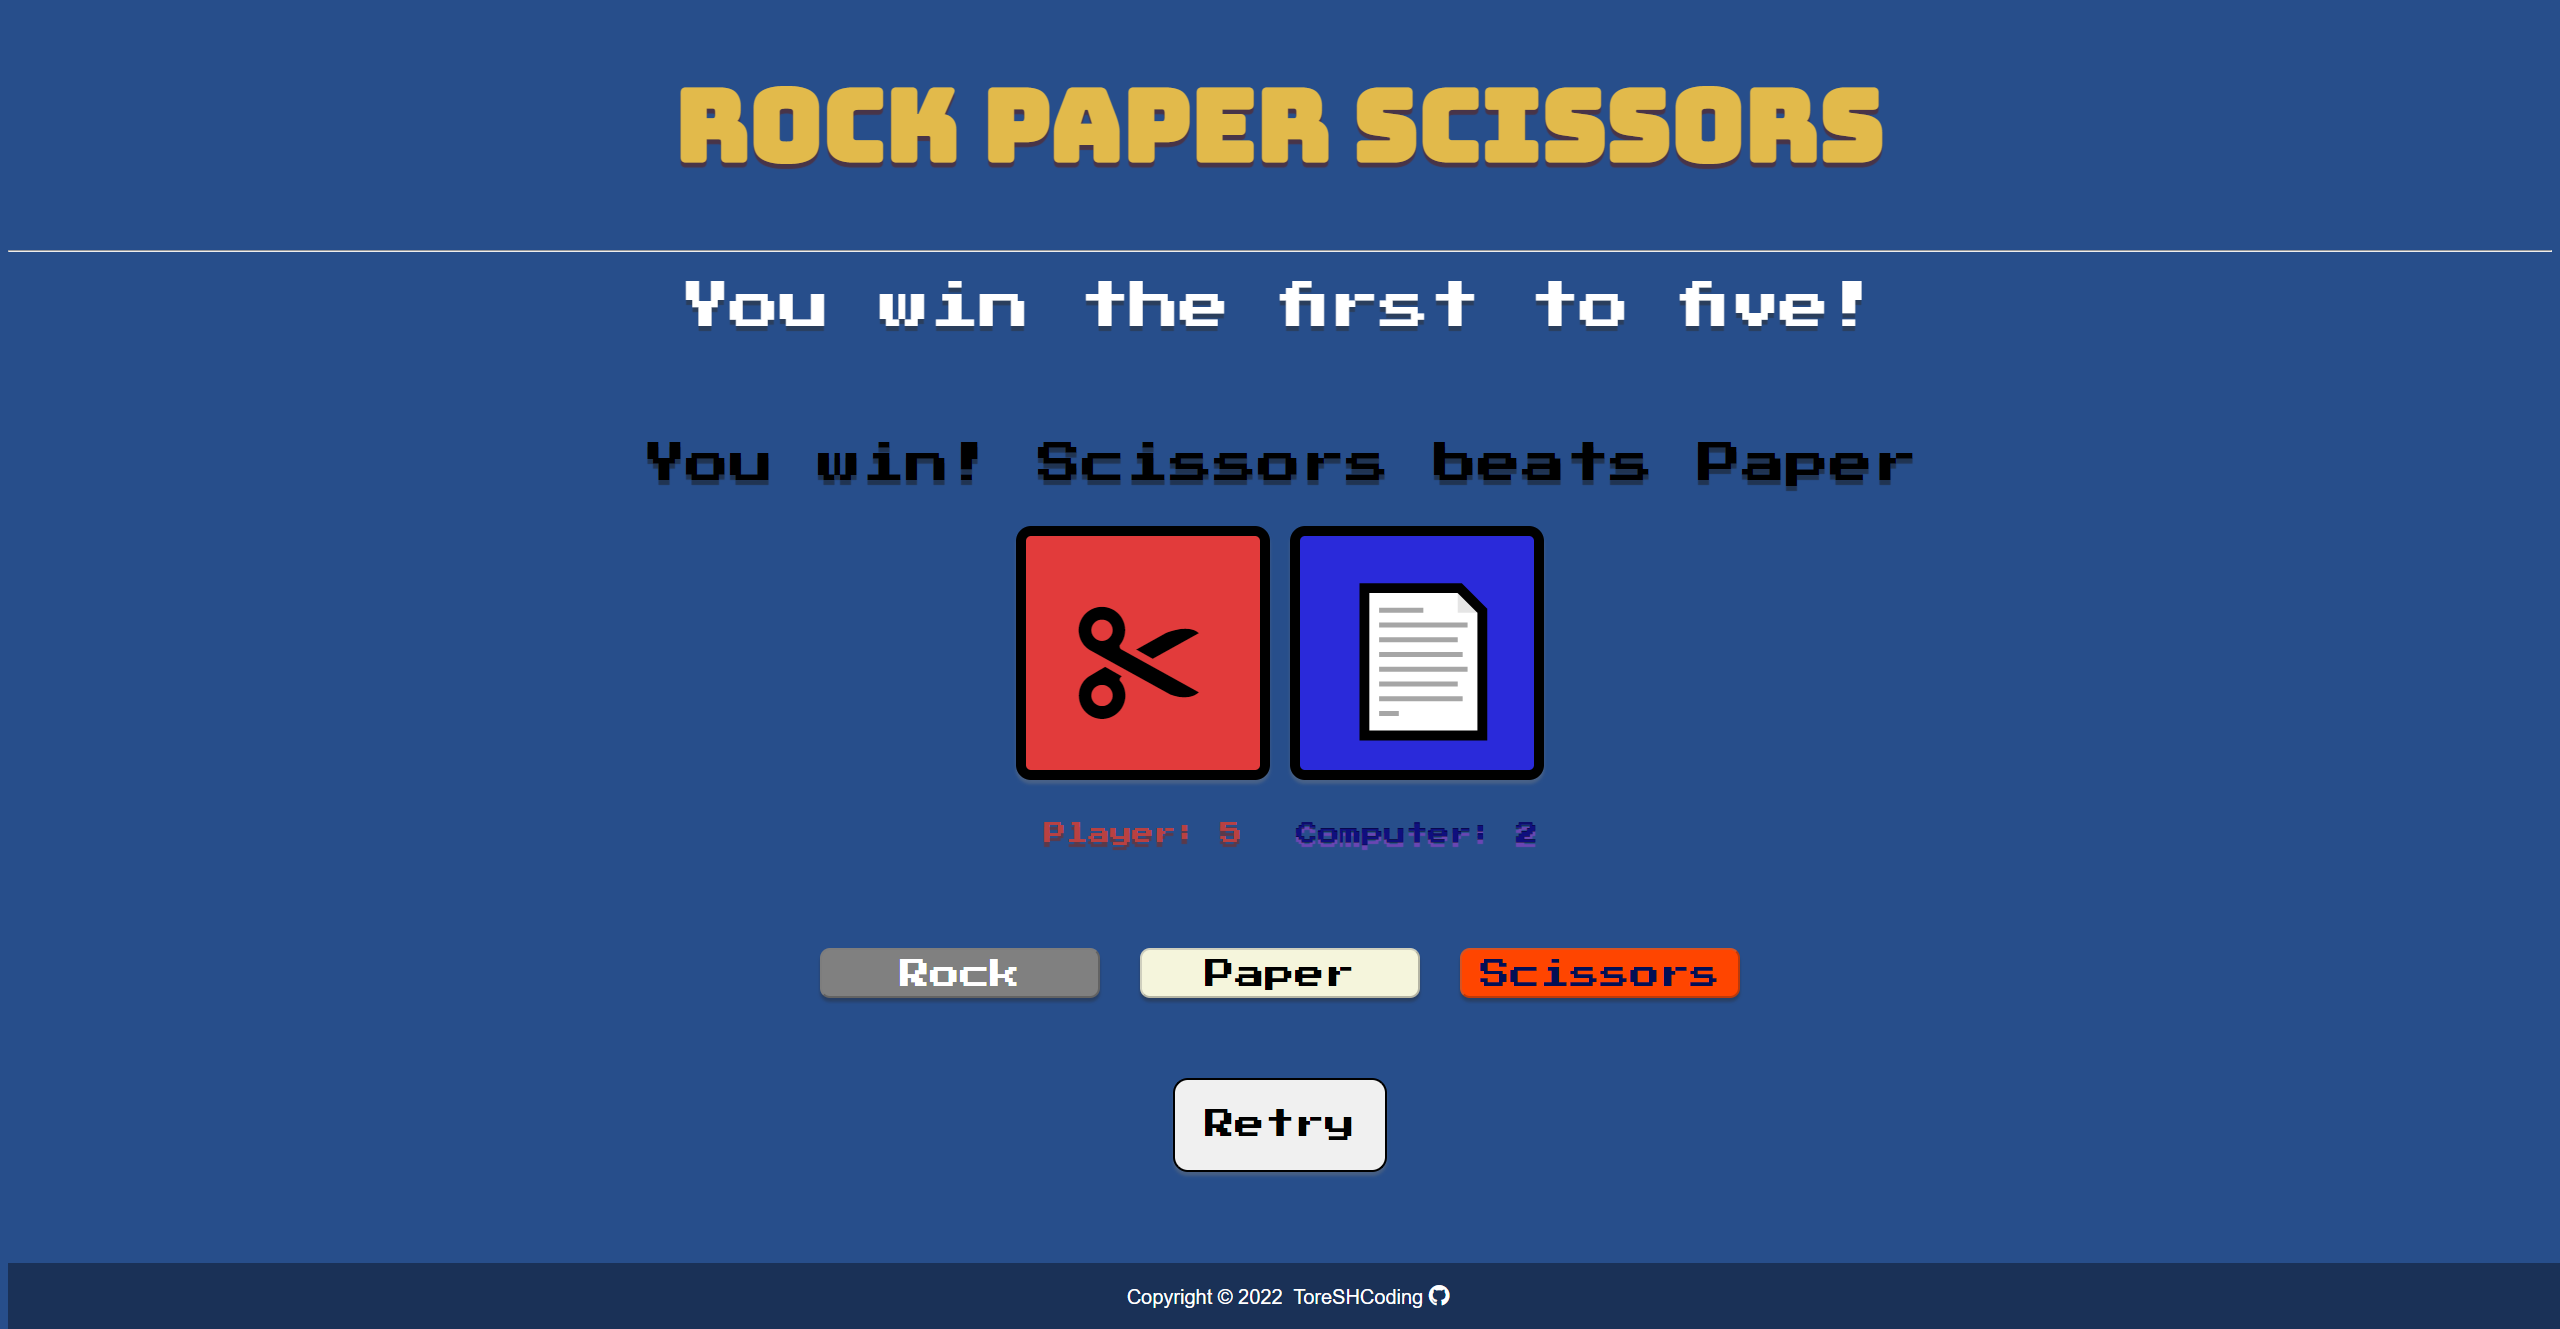 ROCK PAPER SCISSORS
You win the first to five!
You win! Scissors beats Paper
Player: 5 Computer: 2
Rock Paper Scissors
Retry
Copyright © 2022 ToreSHCoding